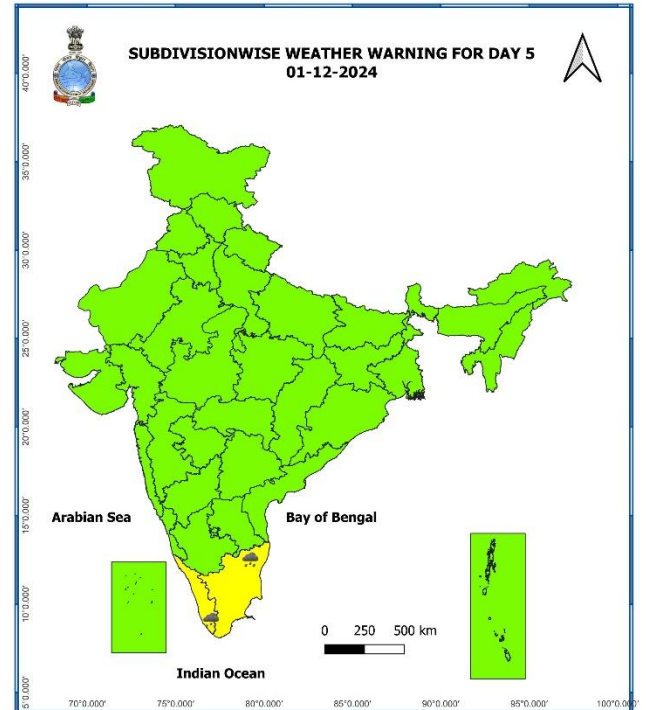 SUBDIVISIONWISE WEATHER WARNING FOR DAY 5
01-12-2024
40°0.000'
35°0.000'
30°0.000'
25°0.000'
20°0.000'
15°0.000'
10°0.000'
5°0.000'
Arabian Sea
Bay of Bengal
0 250 500 km
Indian Ocean
70°0.000' 75°0.000' 80°0.000' 85°0.000' 90°0.000' 95°0.000' 100°0.000'